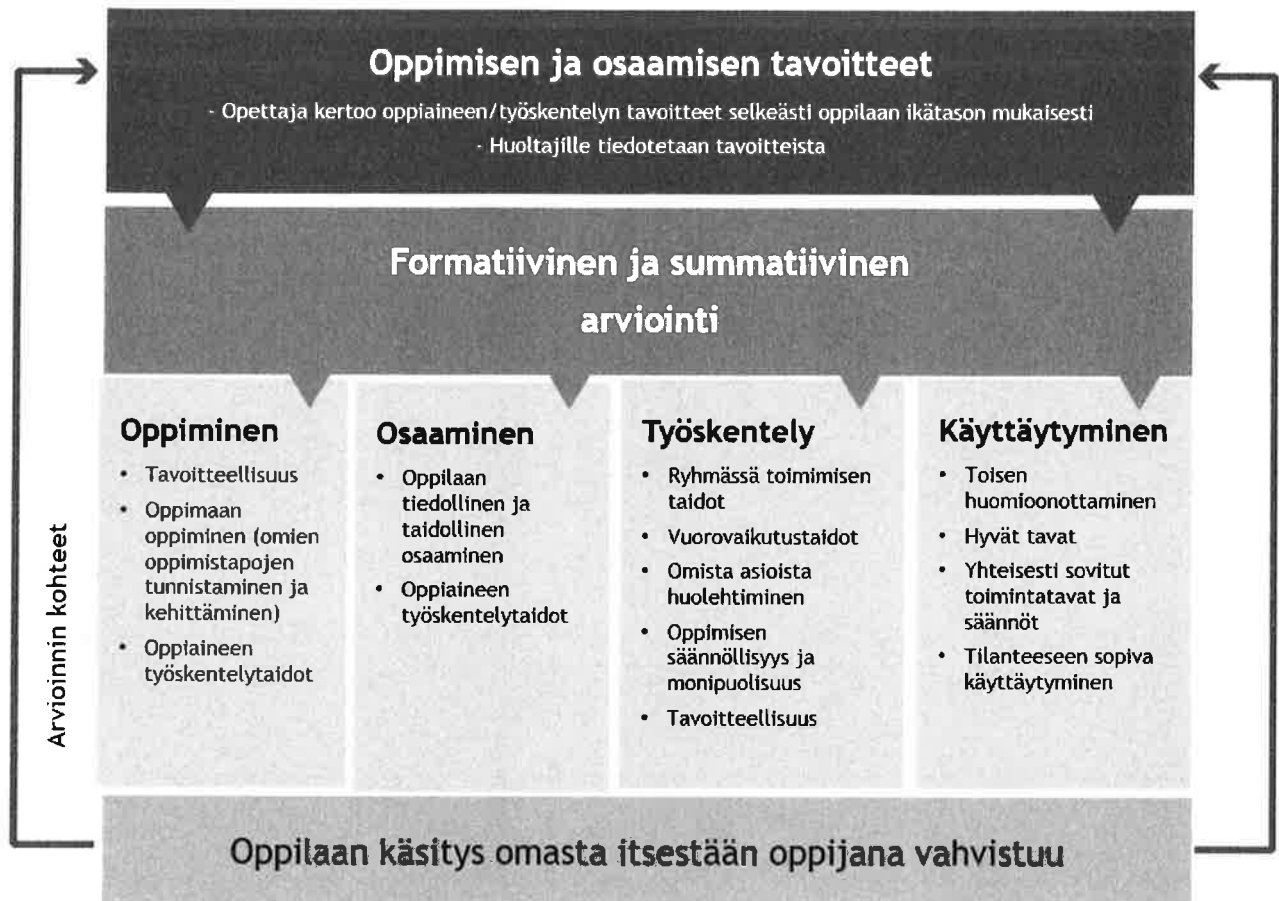 Oppimisen ja osaamisen tavoitteet
- Opettaja kertoo oppiaineen/työskentelyn tavoitteet selkeästi oppilaan ikätason mukaisesti
- Huoltajille tiedotetaan tavoitteista
Formatiivinen ja summatiivinen
arviointi
Arvioinnin kohteet
Oppiminen
• Tavoitteellisuus
• Oppimaan
oppiminen (omien
oppimistapojen
tunnistaminen ja
kehittäminen)
• Oppiaineen
työskentelytaidot
Osaaminen
• Oppilaan
tiedollinen ja
taidollinen
osaaminen
• Oppiaineen
työskentelytaidot
Työskentely
• Ryhmässä toimimisen
taidot
• Vuorovaikutustaidot
• Omista asioista
huolehtiminen
• Oppimisen
säännöllisyys ja
monipuolisuus
• Tavoitteellisuus
Käyttäytyminen
• Toisen
huomioonottaminen
• Hyvät tavat
• Yhteisesti sovitut
toimintatavat ja
säännöt
• Tilanteeseen sopiva
käyttäytyminen
Oppilaan käsitys omasta itsestään oppijana vahvistuu